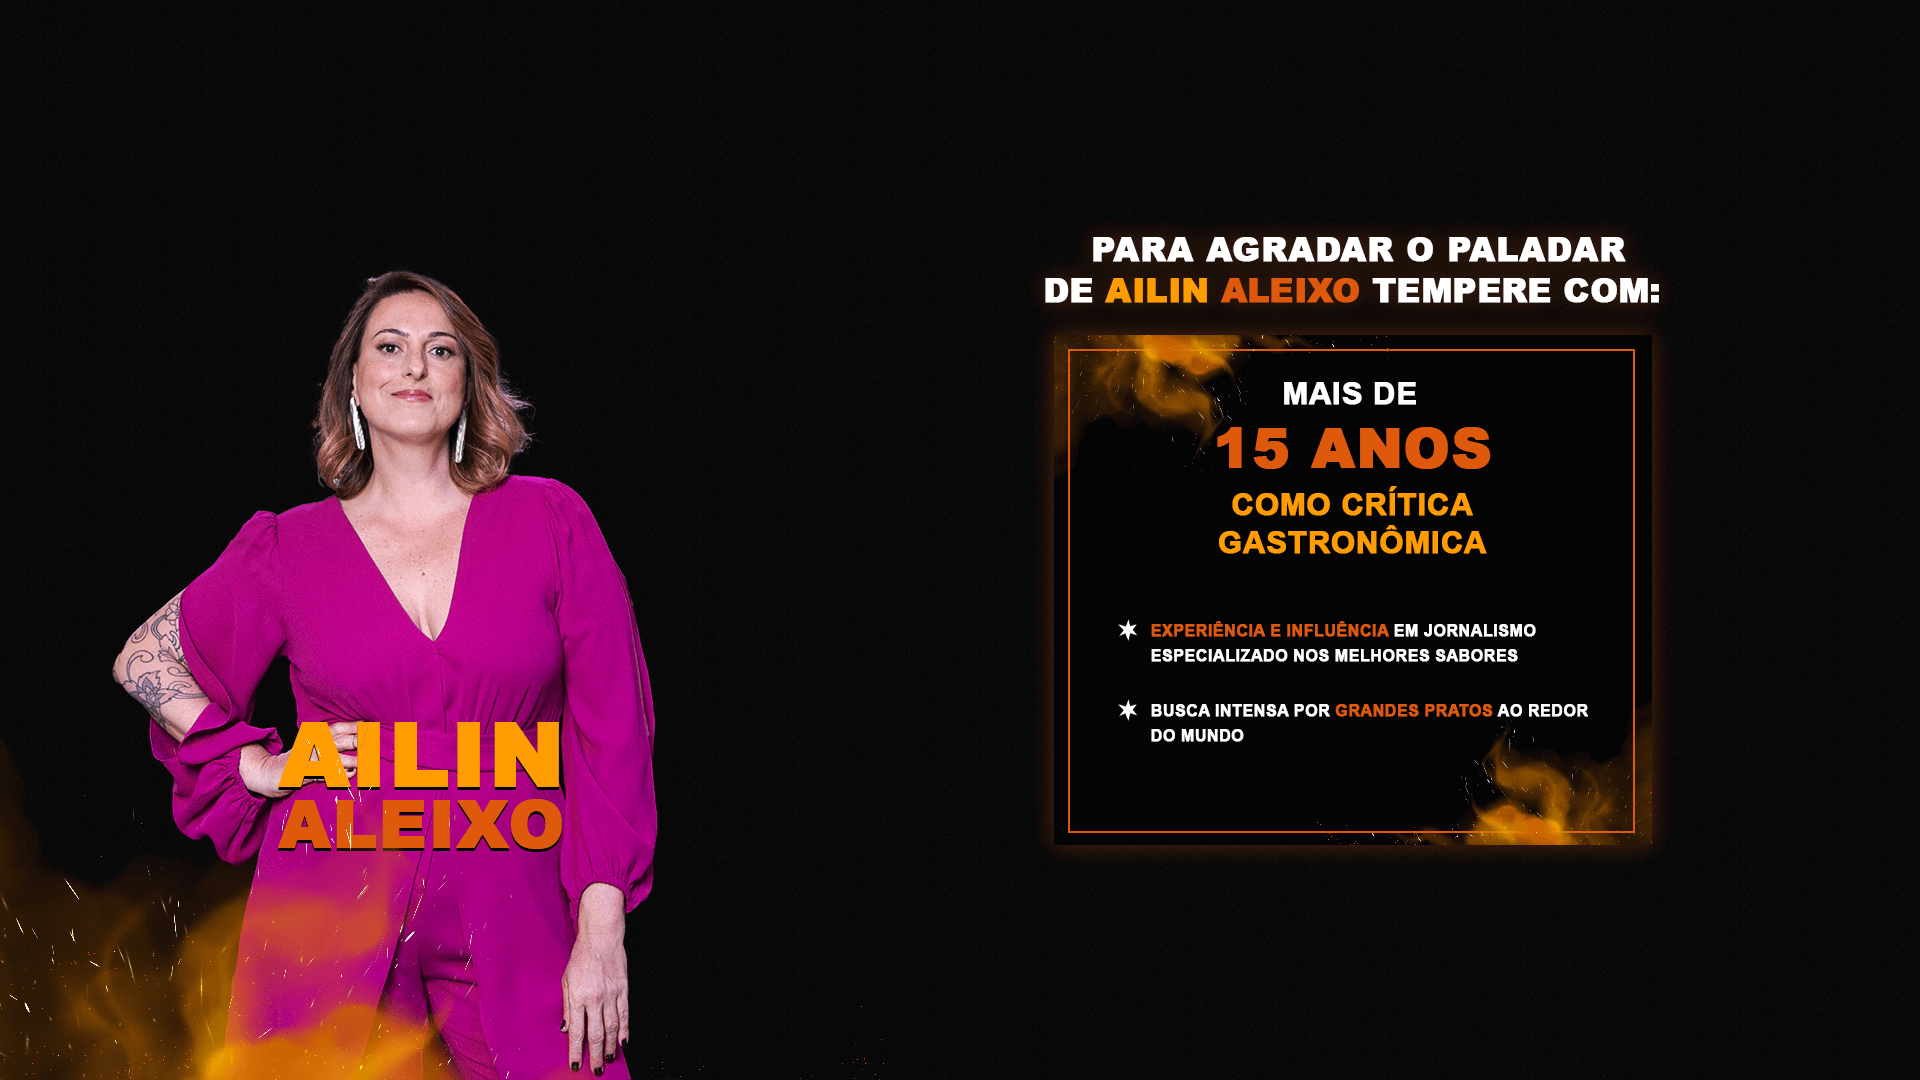 AILIN
ALEIXO
PARA AGRADAR O PALADAR
DE AILIN ALEIXO TEMPERE COM:
MAIS DE
15 ANOS
COMO CRÍTICA
GASTRONÔMICA
EXPERIÊNCIA E INFLUÊNCIA EM JORNALISMO
ESPECIALIZADO NOS MELHORES SABORES
BUSCA INTENSA POR GRANDES PRATOS AO REDOR
DO MUNDO